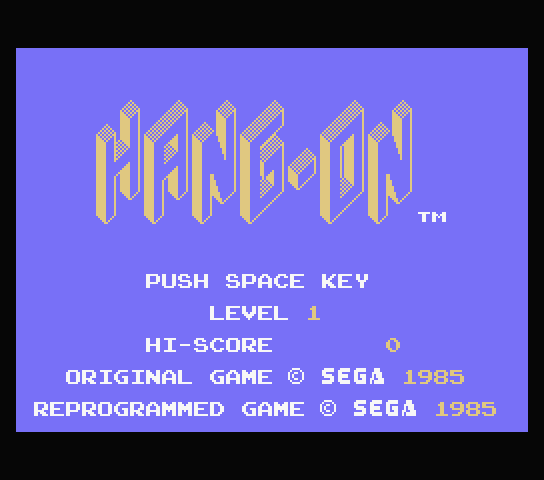 HANG-ON ™
PUSH SPACE KEY
LEVEL 1
HI-SCORE 0
ORIGINAL GAME © SEGA 1985
REPROGRAMMED GAME © SEGA 1985